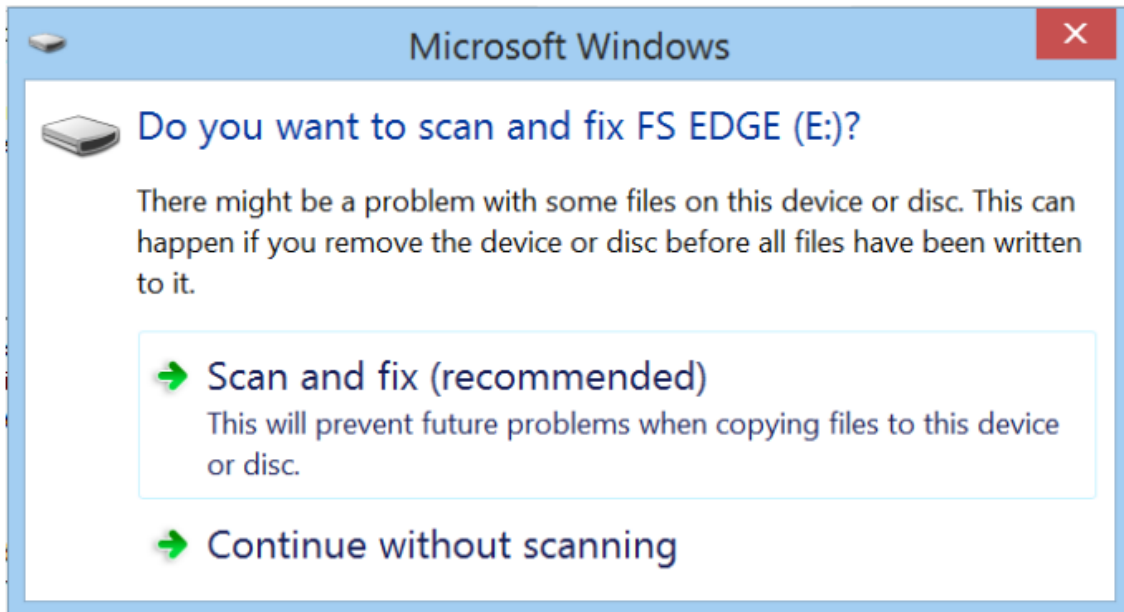 Microsoft Windows
Do you want to scan and fix FS EDGE (E:)?
There might be a problem with some files on this device or disc. This can
happen if you remove the device or disc before all files have been written
to it.
Scan and fix (recommended)
This will prevent future problems when copying files to this device
or disc.
Continue without scanning